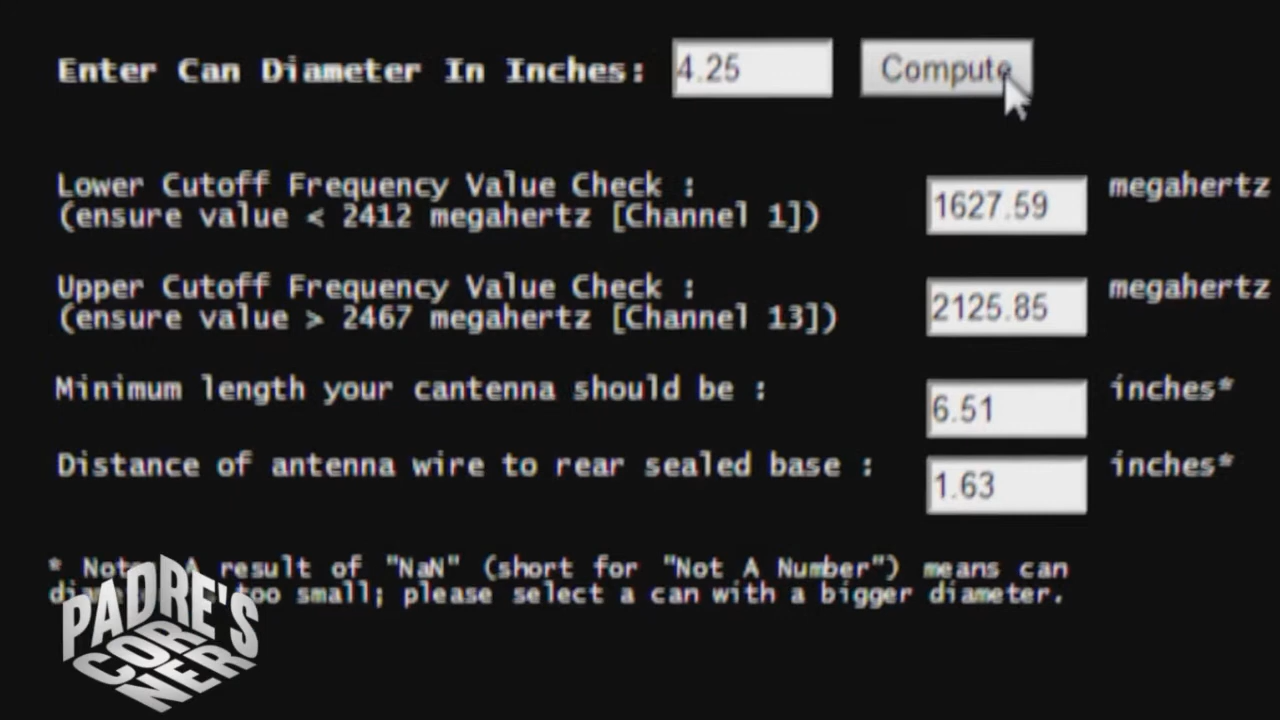 Enter Can Diameter In Inches: 4.25 Compute
Lower Cutoff Frequency Value Check : 1627.59 megahertz
(ensure value < 2412 megahertz [Channel 1])
Upper Cutoff Frequency Value Check : 2125.85 megahertz
(ensure value > 2467 megahertz [Channel 13])
Minimum length your cantenna should be : 6.51 inches*
Distance of antenna wire to rear sealed base : 1.63 inches*
* A result of "NaN" (short for "Not A Number") means can
too small; please select a can with a bigger diameter.
PADRE'S
CORNER